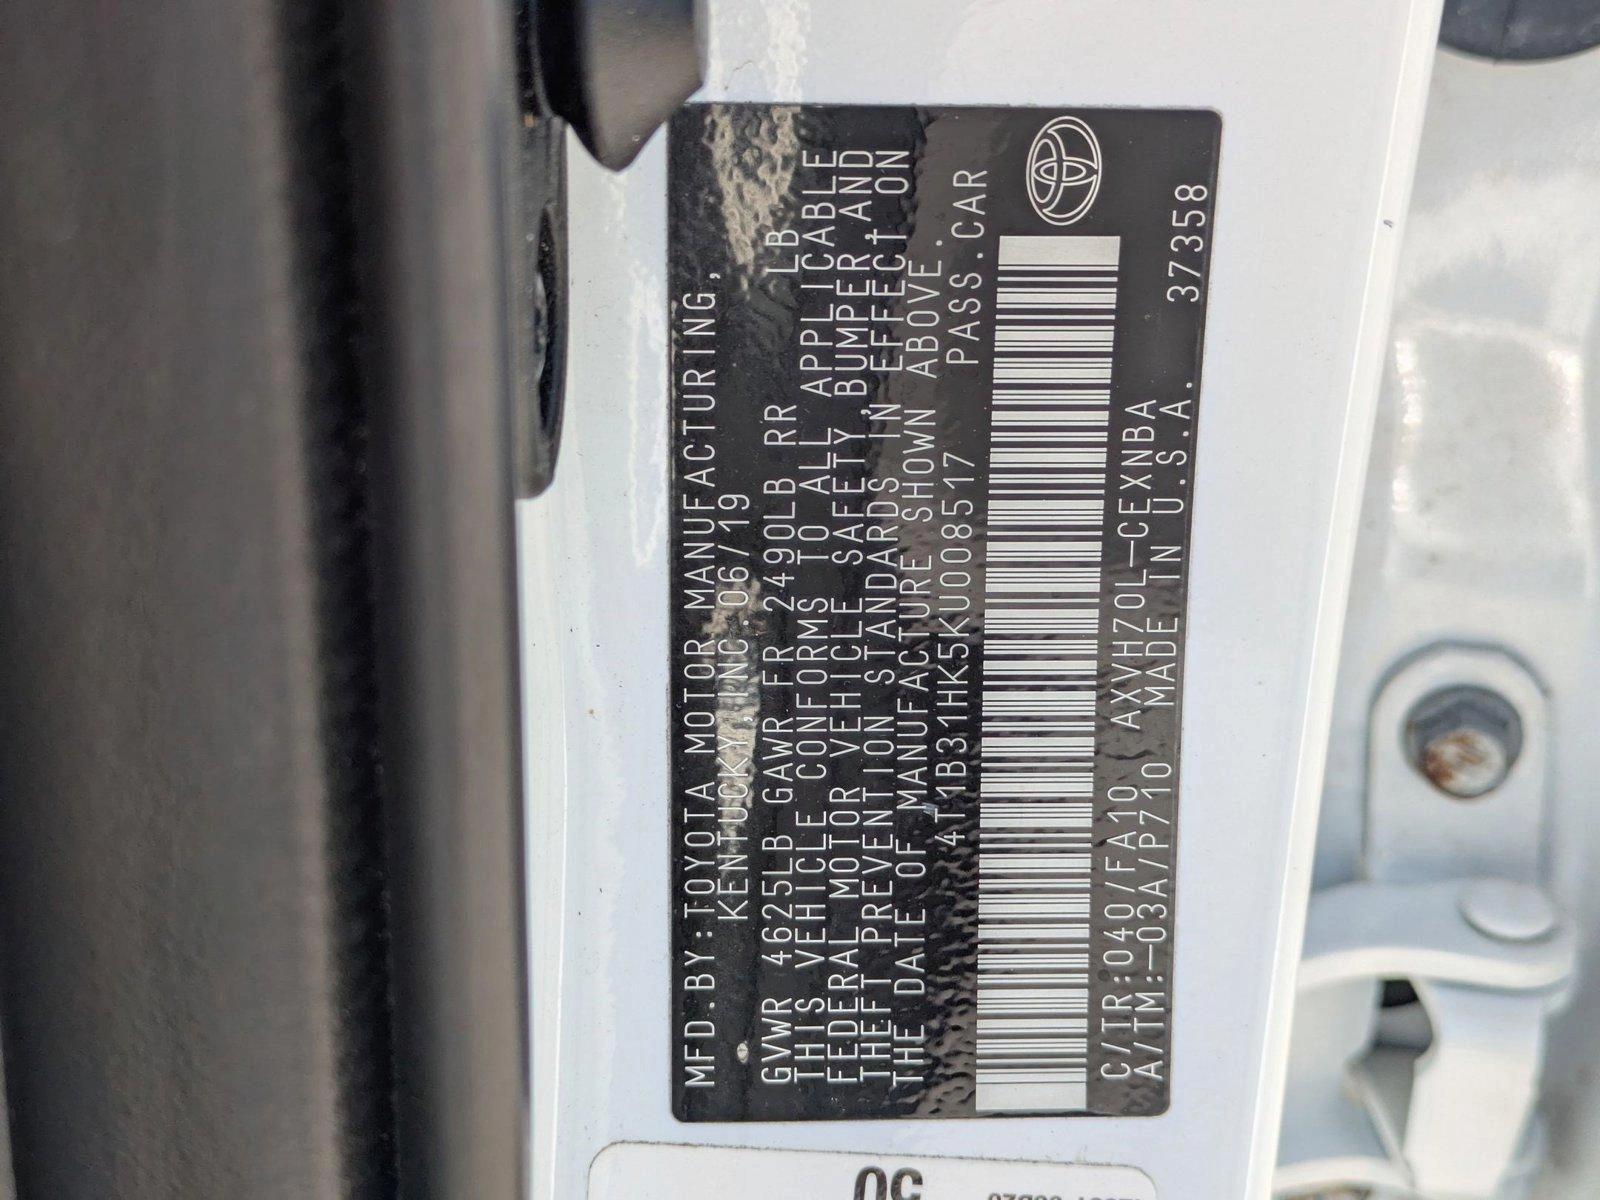 MFD.BY:TOYOTA MOTOR MANUFACTURING,
KENTUCKY,INC.06/19
GVWR 4625LB GAWR FR 2490LB RR LB
THIS VEHICLE CONFORMS TO ALL APPLICABLE
FEDERAL MOTOR VEHICLE SAFETY,BUMPER,AND
THEFT PREVENTION STANDARDS IN EFFECT ON
THE DATE OF MANUFACTURE SHOWN ABOVE.
4T1B31HK5KU008517 PASS.CAR
C/TR:040/FA10 AXVH70L-CEXNBA
A/TM:-03A/P710 MADE IN U.S.A. 37358